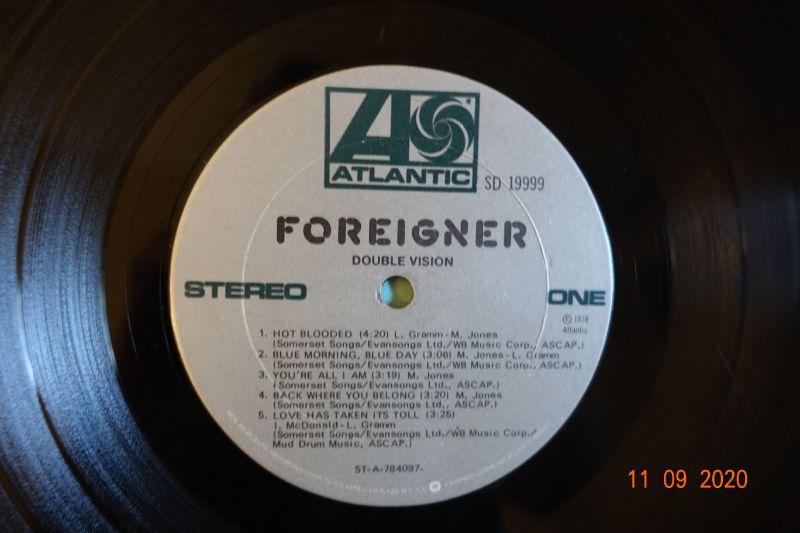 ATLANTIC
SD 19999
FOREIGNER
DOUBLE VISION
STEREO
ONE
℗ 1978
Atlantic
1. HOT BLOODED (4:20) L. Gramm-M. Jones
(Somerset Songs/Evansongs Ltd./WB Music Corp., ASCAP.)
2. BLUE MORNING, BLUE DAY (3:06) M. Jones-L. Gramm
(Somerset Songs/Evansongs Ltd./WB Music Corp., ASCAP.)
3. YOU'RE ALL I AM (3:19) M. Jones
(Somerset Songs/Evansongs Ltd., ASCAP.)
4. BACK WHERE YOU BELONG (3:20) M. Jones
(Somerset Songs/Evansongs Ltd., ASCAP.)
5. LOVE HAS TAKEN ITS TOLL (3:25)
I. McDonald-L. Gramm
(Somerset Songs/Evansongs Ltd./WB Music Corp./
Mud Drum Music, ASCAP.)
ST-A-784097-
11 09 2020